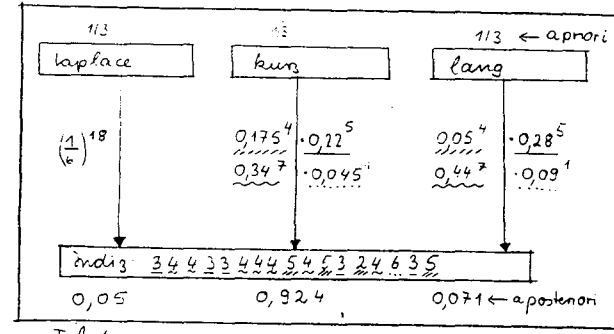 1/3 1/3 1/3 ← apriori
laplace kurz lang
(1/6)^18 0,175^4 · 0,22^5 0,05^4 · 0,28^5
0,34^7 · 0,045^1 0,44^7 · 0,09^1
Indiz 3 4 4 3 3 4 4 4 5 4 5 3 2 4 6 3 5
0,05 0,924 0,071 ← aposteriori